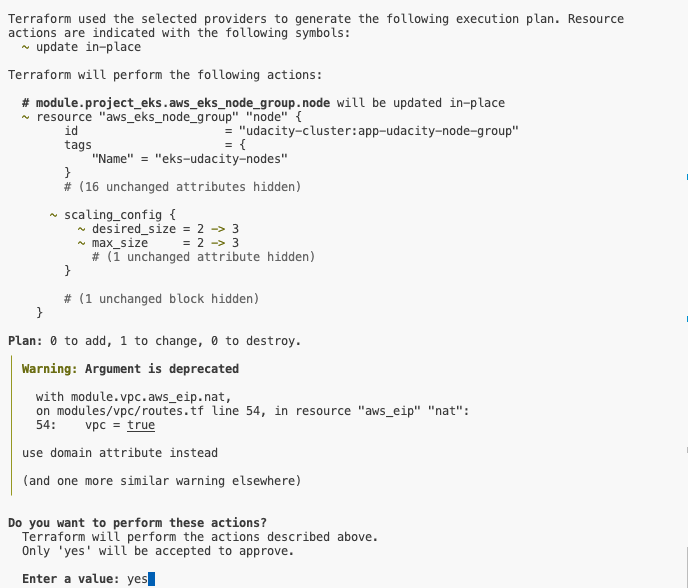 Terraform used the selected providers to generate the following execution plan. Resource
actions are indicated with the following symbols:
  ~ update in-place

Terraform will perform the following actions:

  # module.project_eks.aws_eks_node_group.node will be updated in-place
  ~ resource "aws_eks_node_group" "node" {
        id                     = "udacity-cluster:app-udacity-node-group"
        tags                   = {
            "Name" = "eks-udacity-nodes"
        }
        # (16 unchanged attributes hidden)

      ~ scaling_config {
          ~ desired_size = 2 -> 3
          ~ max_size     = 2 -> 3
            # (1 unchanged attribute hidden)
        }

        # (1 unchanged block hidden)
    }

Plan: 0 to add, 1 to change, 0 to destroy.

  Warning: Argument is deprecated

    with module.vpc.aws_eip.nat,
    on modules/vpc/routes.tf line 54, in resource "aws_eip" "nat":
    54:    vpc = true

  use domain attribute instead

  (and one more similar warning elsewhere)

Do you want to perform these actions?
  Terraform will perform the actions described above.
  Only 'yes' will be accepted to approve.

  Enter a value: yes